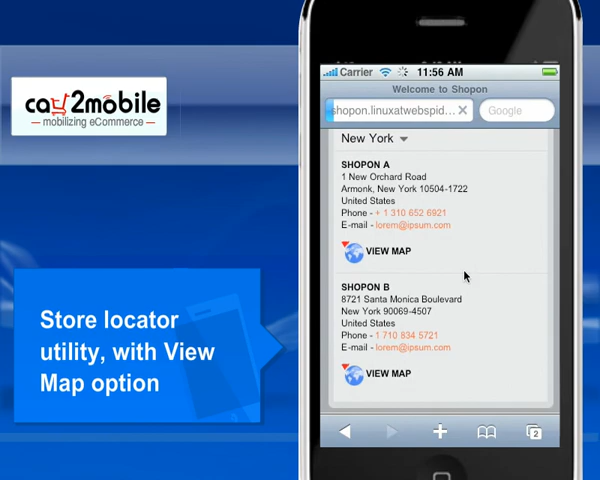 Carrier 11:56 AM
Welcome to Shopon
shopon.linuxatwebspid...
Google
ca 2mobile
— mobilizing eCommerce —
New York
SHOPON A
1 New Orchard Road
Armonk, New York 10504-1722
United States
Phone - + 1 310 652 6921
E-mail - lorem@ipsum.com
VIEW MAP
SHOPON B
8721 Santa Monica Boulevard
New York 90069-4507
United States
Phone - 1 710 834 5721
E-mail - lorem@ipsum.com
VIEW MAP
Store locator
utility, with View
Map option
2